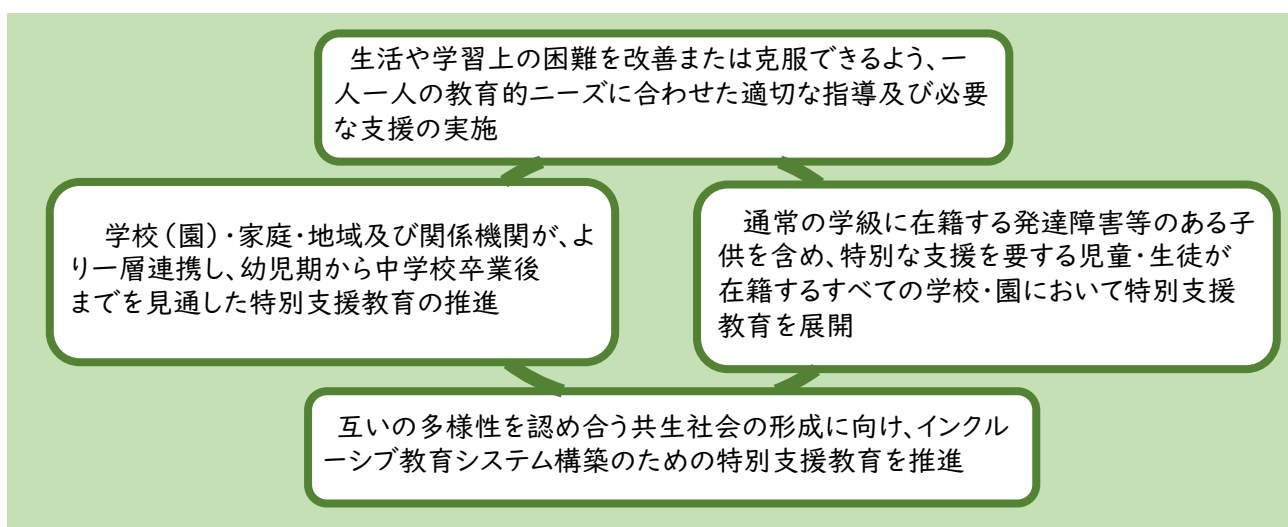 生活や学習上の困難を改善または克服できるよう、一
人一人の教育的ニーズに合わせた適切な指導及び必要
な支援の実施
学校(園)・家庭・地域及び関係機関が、よ
り一層連携し、幼児期から中学校卒業後
までを見通した特別支援教育の推進
通常の学級に在籍する発達障害等のある子
供を含め、特別な支援を要する児童・生徒が
在籍するすべての学校・園において特別支援
教育を展開
互いの多様性を認め合う共生社会の形成に向け、インクル
ーシブ教育システム構築のための特別支援教育を推進